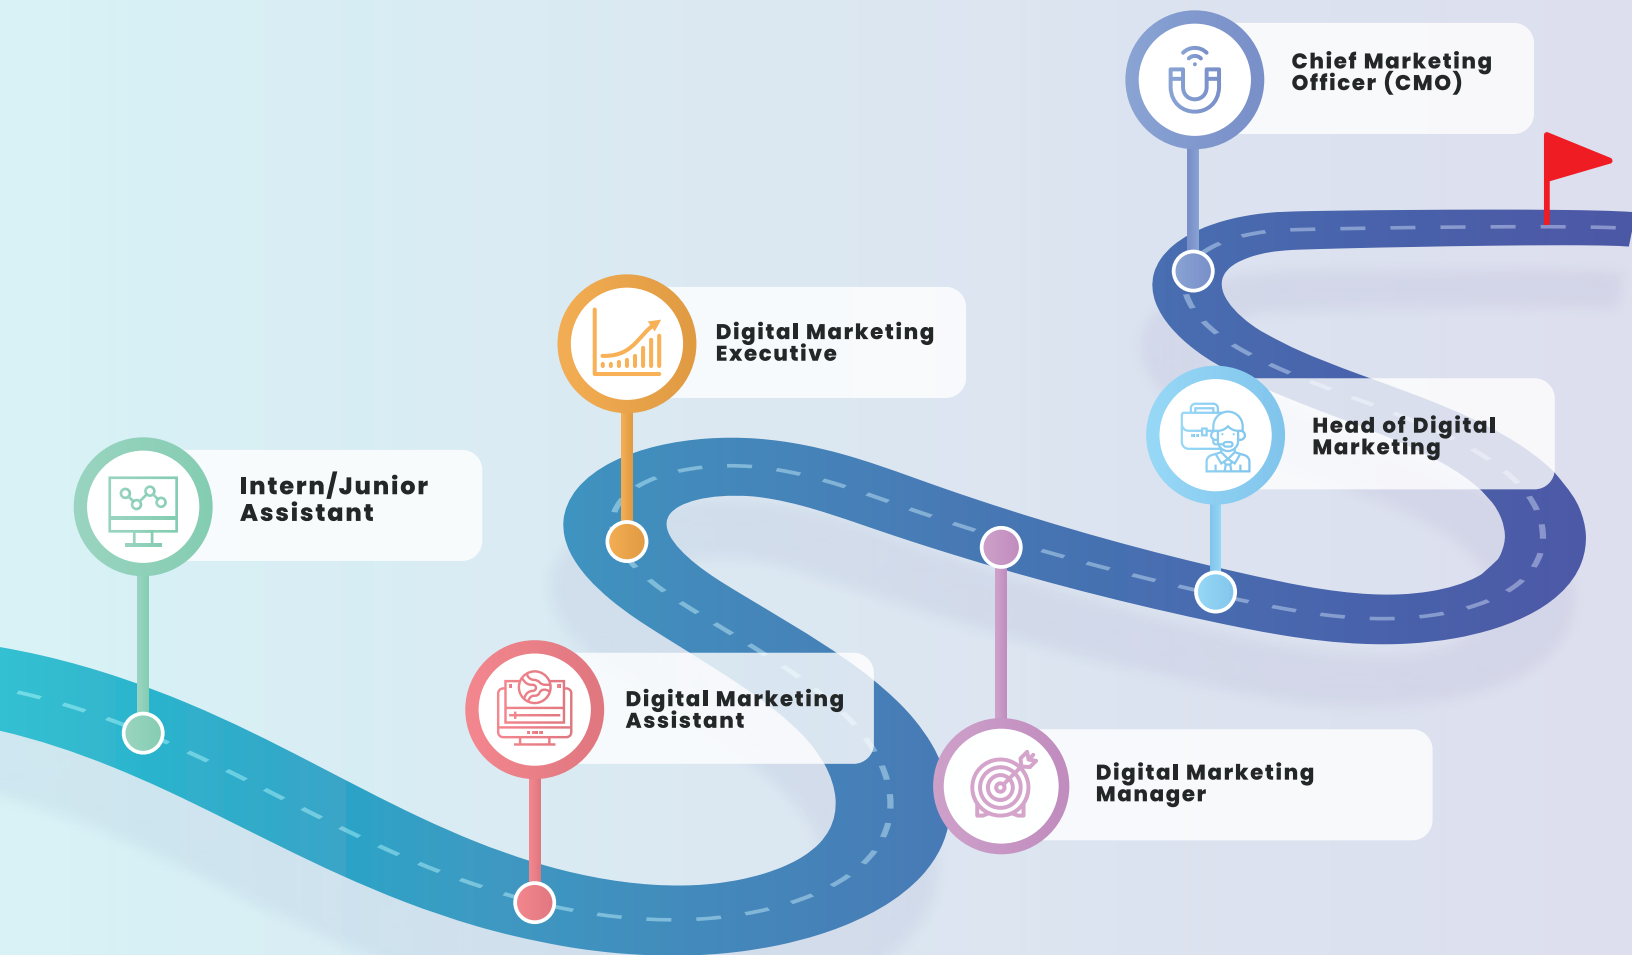 Chief Marketing
Officer (CMO)
Digital Marketing
Executive
Head of Digital
Marketing
Intern/Junior
Assistant
Digital Marketing
Assistant
Digital Marketing
Manager